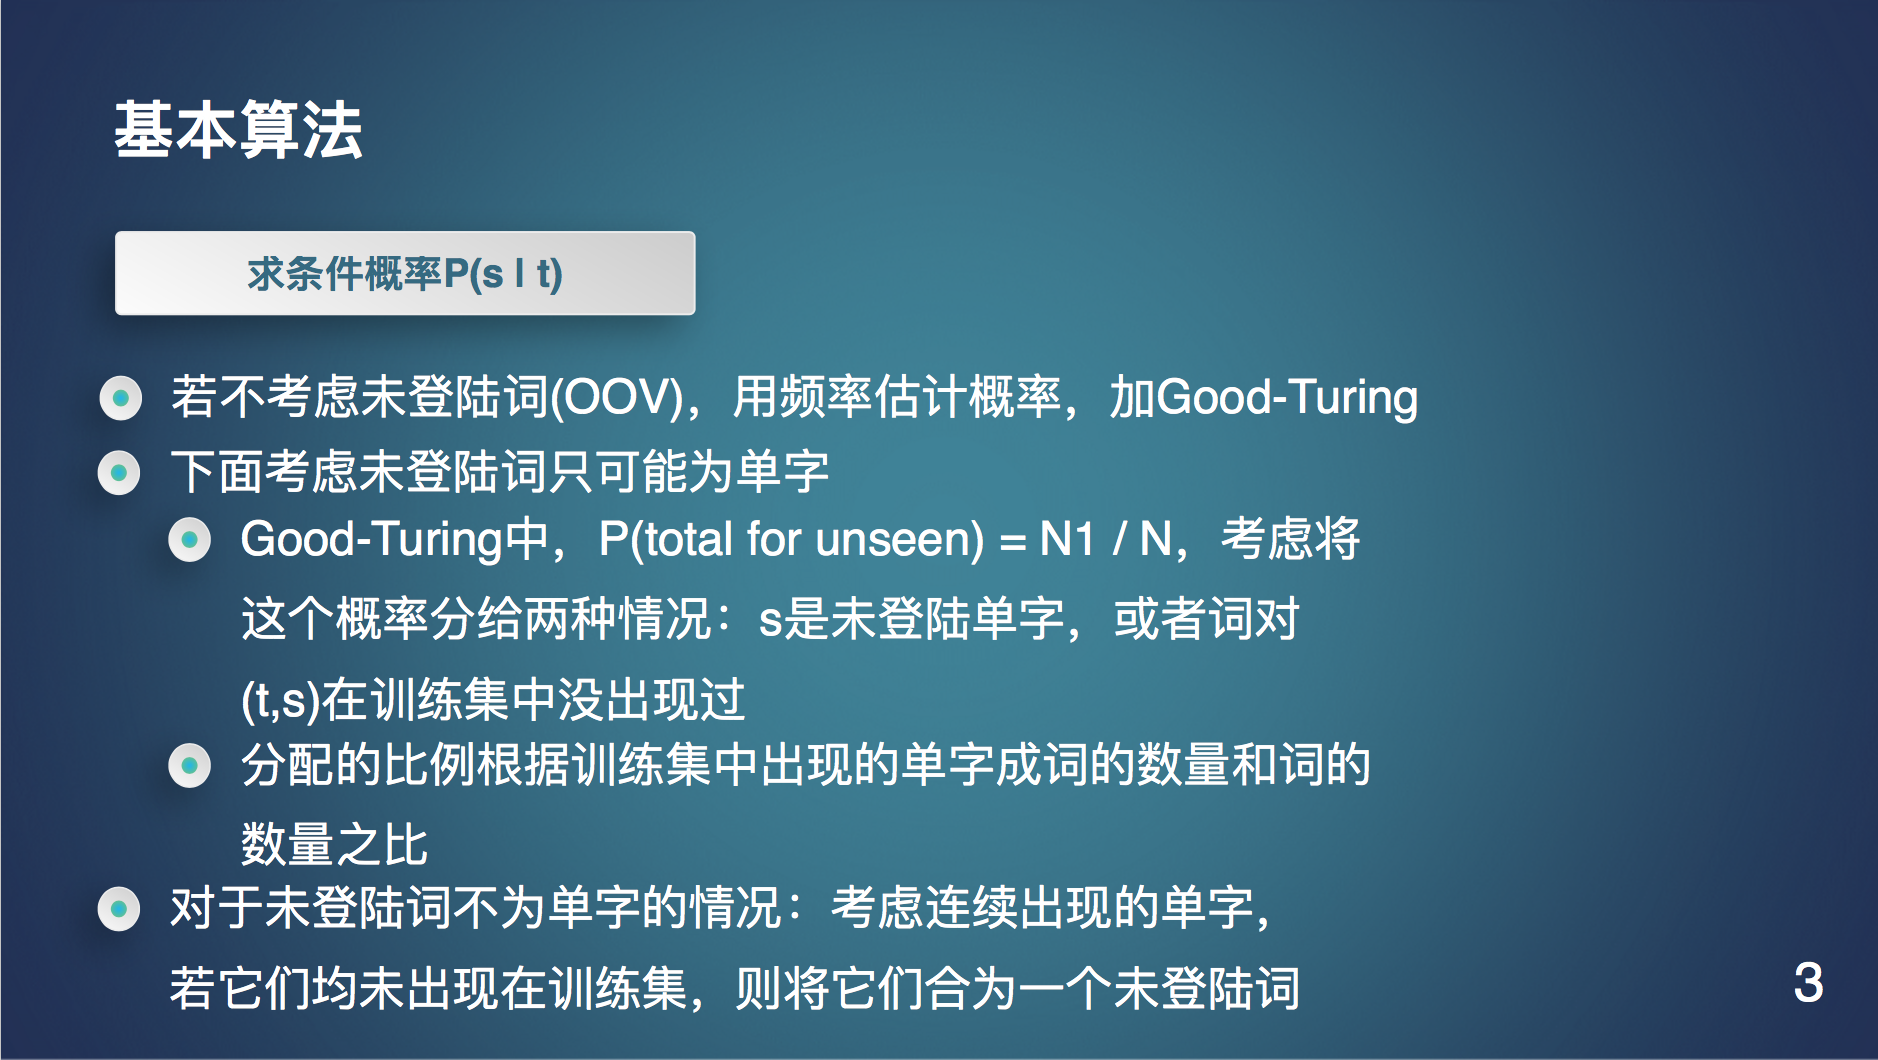 基本算法
求条件概率P(s | t)
若不考虑未登陆词(OOV)，用频率估计概率，加Good-Turing
下面考虑未登陆词只可能为单字
Good-Turing中，P(total for unseen) = N1 / N，考虑将
这个概率分给两种情况：s是未登陆单字，或者词对
(t,s)在训练集中没出现过
分配的比例根据训练集中出现的单字成词的数量和词的
数量之比
对于未登陆词不为单字的情况：考虑连续出现的单字，
若它们均未出现在训练集，则将它们合为一个未登陆词
3